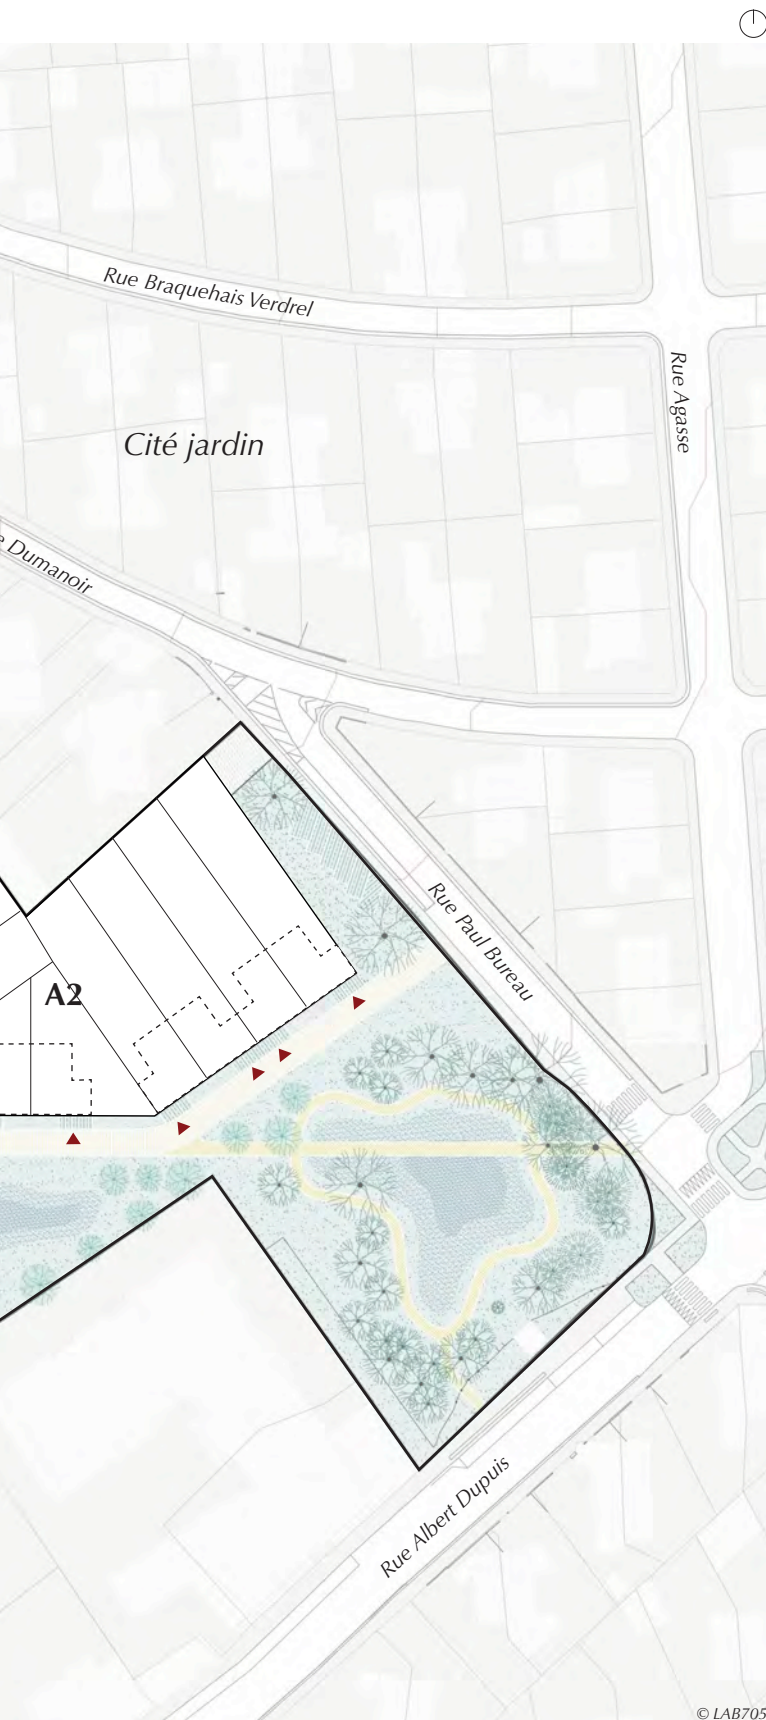 Rue Braquehais Verdrel
Rue Agasse
Cité jardin
Dumanoir
Rue Paul Bureau
A2
Rue Albert Dupuis
© LAB705